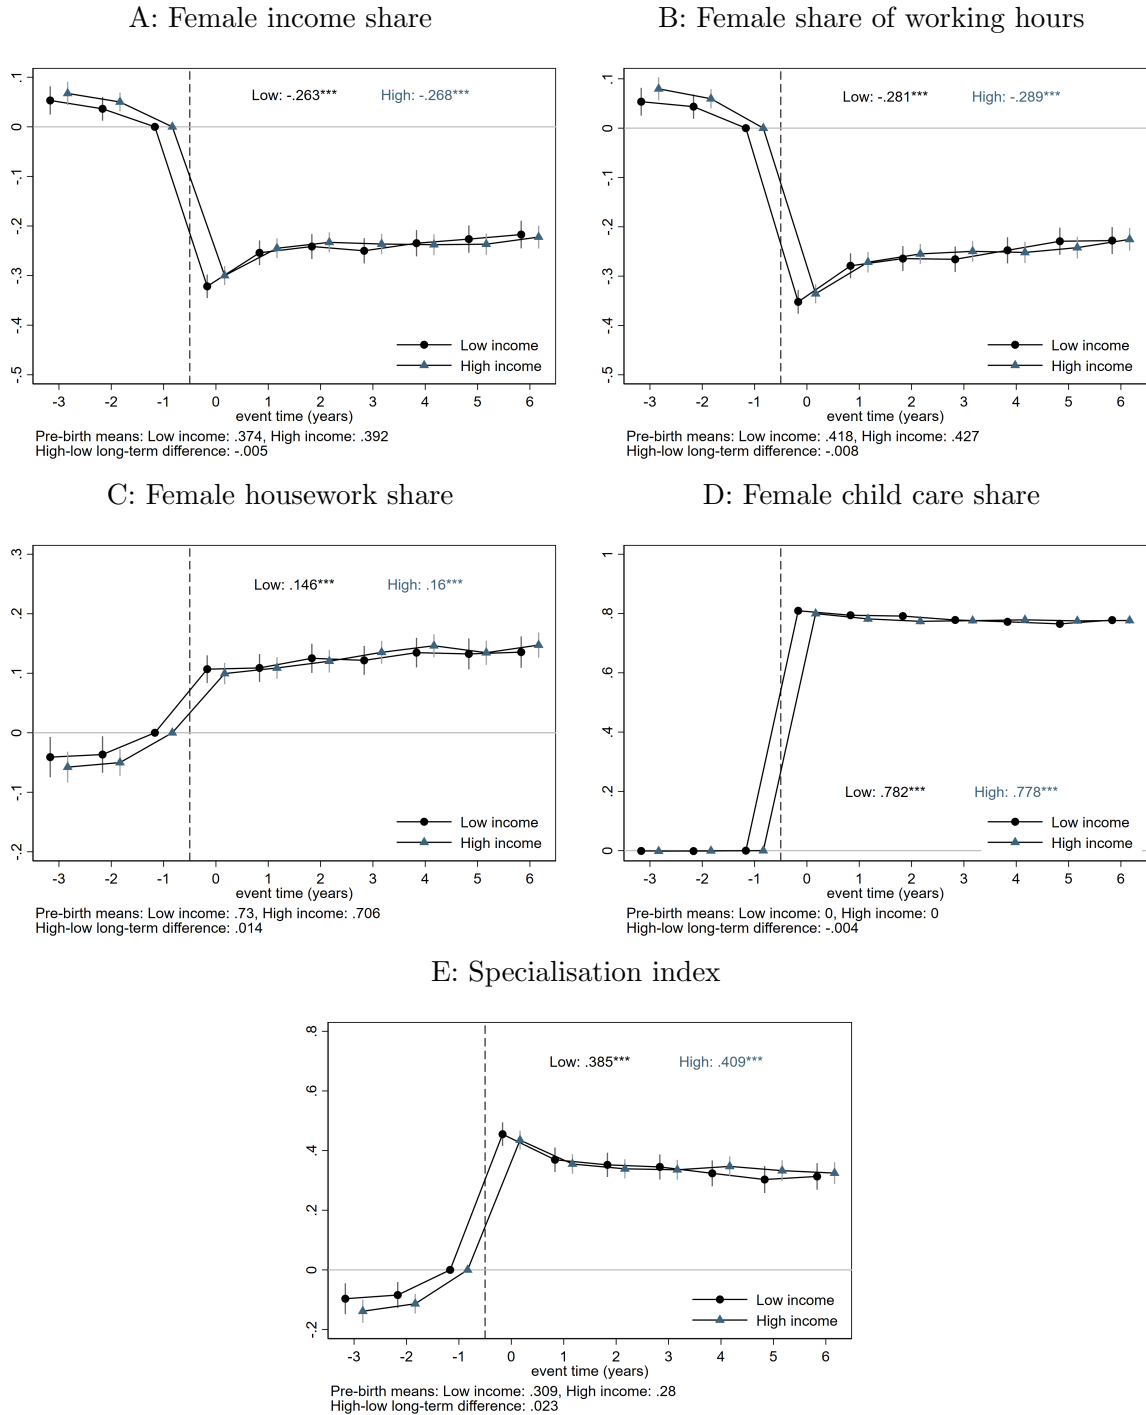 A: Female income share
.1
0
-.1
-.2
-.3
-.4
-.5
Low: -.263***
High: -.268***
Low income
High income
-3 -2 -1 0 1 2 3 4 5 6
event time (years)
Pre-birth means: Low income: .374, High income: .392
High-low long-term difference: -.005
B: Female share of working hours
.1
0
-.1
-.2
-.3
-.4
-.5
Low: -.281***
High: -.289***
Low income
High income
-3 -2 -1 0 1 2 3 4 5 6
event time (years)
Pre-birth means: Low income: .418, High income: .427
High-low long-term difference: -.008
C: Female housework share
.3
.2
.1
0
-.1
-.2
Low: .146***
High: .16***
Low income
High income
-3 -2 -1 0 1 2 3 4 5 6
event time (years)
Pre-birth means: Low income: .73, High income: .706
High-low long-term difference: .014
D: Female child care share
1
.8
.6
.4
.2
0
Low: .782***
High: .778***
Low income
High income
-3 -2 -1 0 1 2 3 4 5 6
event time (years)
Pre-birth means: Low income: 0, High income: 0
High-low long-term difference: -.004
E: Specialisation index
.8
.6
.4
.2
0
-.2
Low: .385***
High: .409***
Low income
High income
-3 -2 -1 0 1 2 3 4 5 6
event time (years)
Pre-birth means: Low income: .309, High income: .28
High-low long-term difference: .023